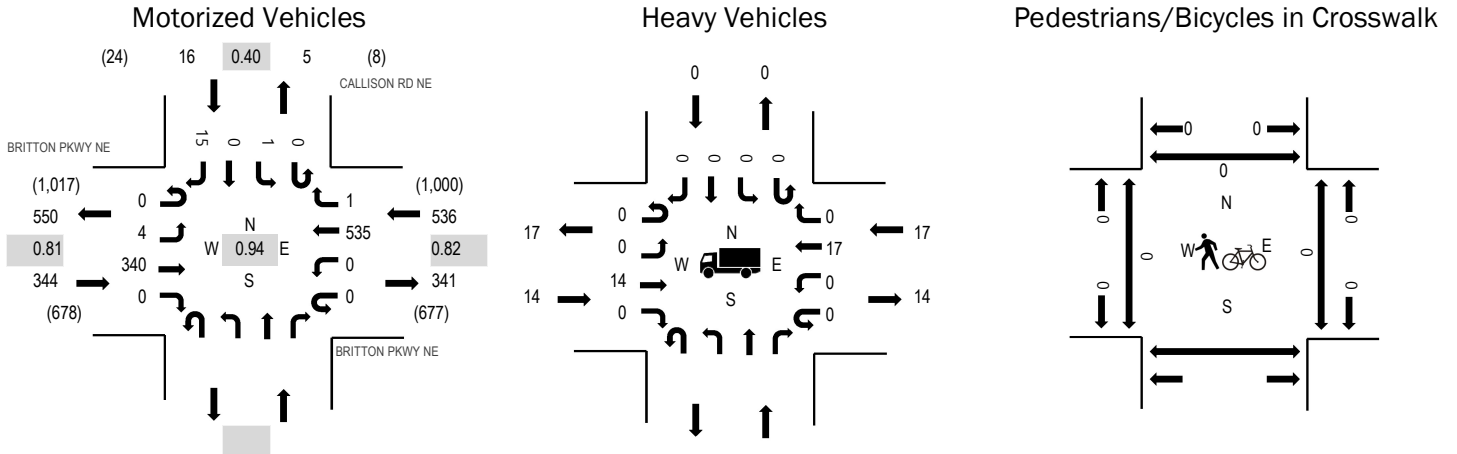 Motorized Vehicles
(24) 16 0.40 5 (8)
CALLISON RD NE
15 0 1 0
BRITTON PKWY NE
(1,017) 0 1 (1,000)
550 536
4 N 535
0.81 W 0.94 E 0.82
340 S 0
344 0 0 341
(678) (677)
BRITTON PKWY NE
Heavy Vehicles
0 0
0 0 0 0
0 0
17 N 17 17
0 W E
14 S 0
14 0 0 14
Pedestrians/Bicycles in Crosswalk
0 0
0
N
0 0
0 W E 0
0 S 0